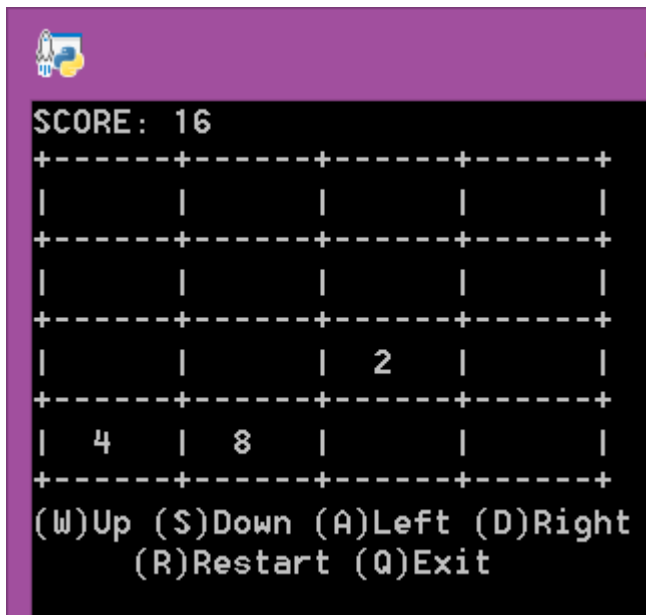 SCORE: 16
+------+------+------+------+
|      |      |      |      |
+------+------+------+------+
|      |      |      |      |
+------+------+------+------+
|      |      |  2   |      |
+------+------+------+------+
|  4   |  8   |      |      |
+------+------+------+------+
(W)Up (S)Down (A)Left (D)Right
(R)Restart (Q)Exit